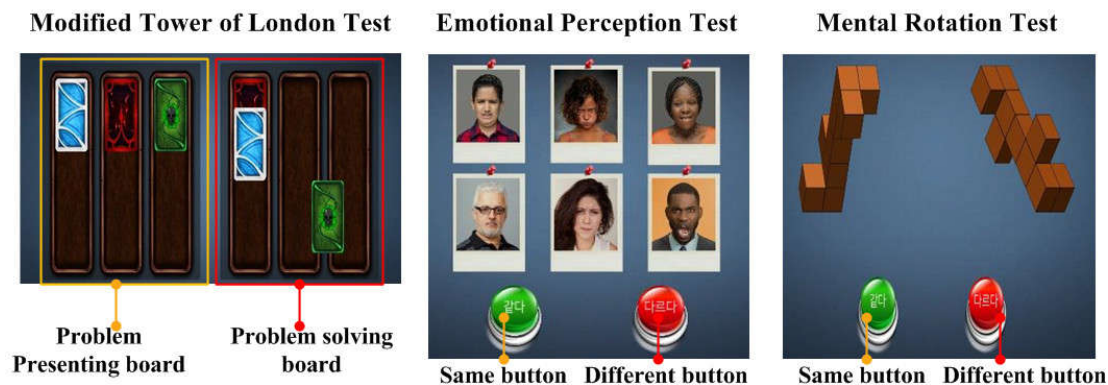 Modified Tower of London Test
Emotional Perception Test
Mental Rotation Test
같다
다르다
같다
다르다
Problem
Presenting board
Problem solving
board
Same button
Different button
Same button
Different button